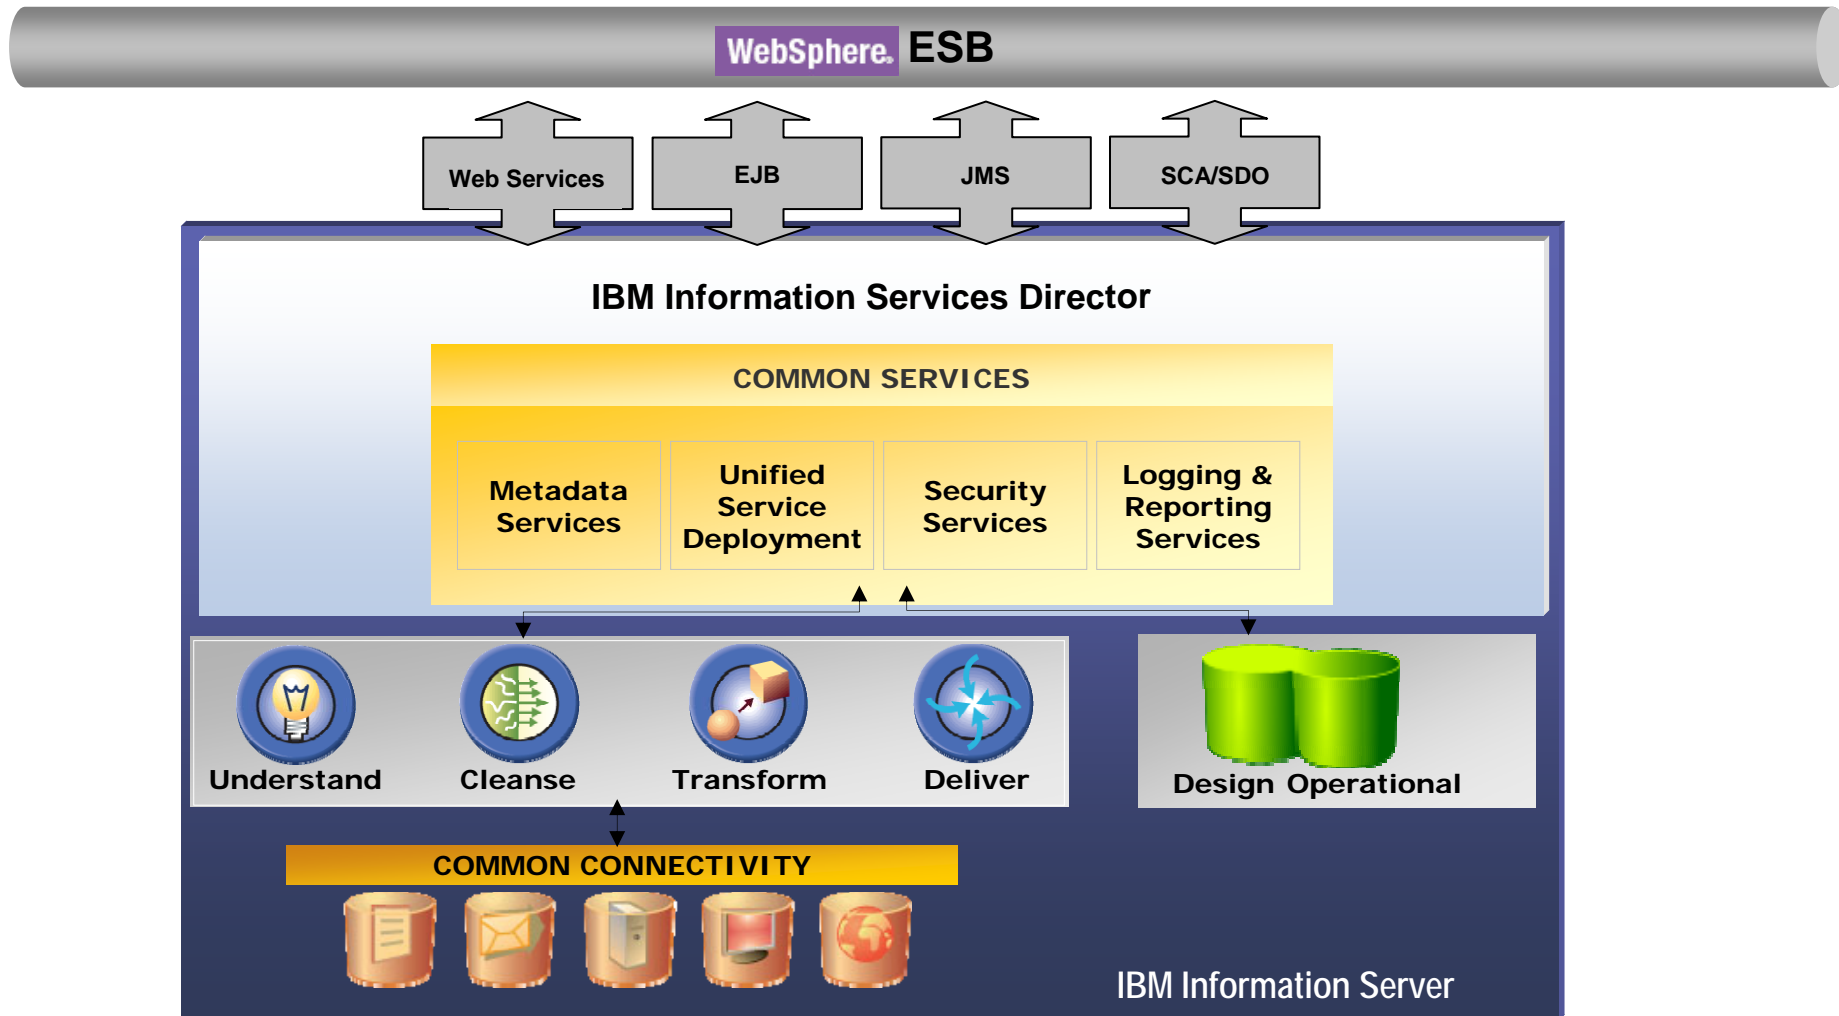 WebSphere. ESB
Web Services
EJB
JMS
SCA/SDO
IBM Information Services Director
COMMON SERVICES
Metadata
Services
Unified
Service
Deployment
Security
Services
Logging &
Reporting
Services
Understand
Cleanse
Transform
Deliver
Design Operational
COMMON CONNECTIVITY
IBM Information Server